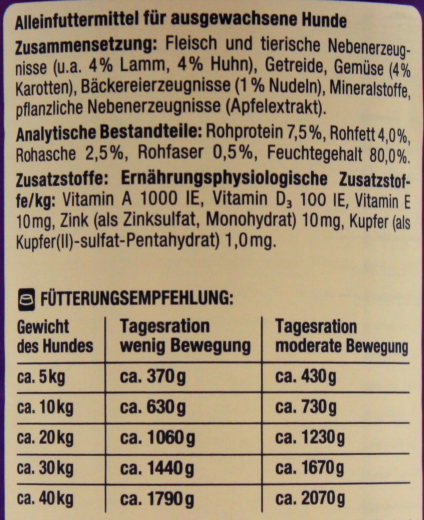 Alleinfuttermittel für ausgewachsene Hunde
Zusammensetzung: Fleisch und tierische Nebenerzeug-
nisse (u.a. 4% Lamm, 4% Huhn), Getreide, Gemüse (4%
Karotten), Bäckereierzeugnisse (1% Nudeln), Mineralstoffe,
pflanzliche Nebenerzeugnisse (Apfelextrakt).
Analytische Bestandteile: Rohprotein 7,5%, Rohfett 4,0%,
Rohasche 2,5%, Rohfaser 0,5%, Feuchtegehalt 80,0%.
Zusatzstoffe: Ernährungsphysiologische Zusatzstof-
fe/kg: Vitamin A 1000 IE, Vitamin D₃ 100 IE, Vitamin E
10mg, Zink (als Zinksulfat, Monohydrat) 10mg, Kupfer (als
Kupfer(II)-sulfat-Pentahydrat) 1,0mg.
FÜTTERUNGSEMPFEHLUNG:
Gewicht des Hundes Tagesration wenig Bewegung Tagesration moderate Bewegung
ca. 5kg ca. 370g ca. 430g
ca. 10kg ca. 630g ca. 730g
ca. 20kg ca. 1060g ca. 1230g
ca. 30kg ca. 1440g ca. 1670g
ca. 40kg ca. 1790g ca. 2070g